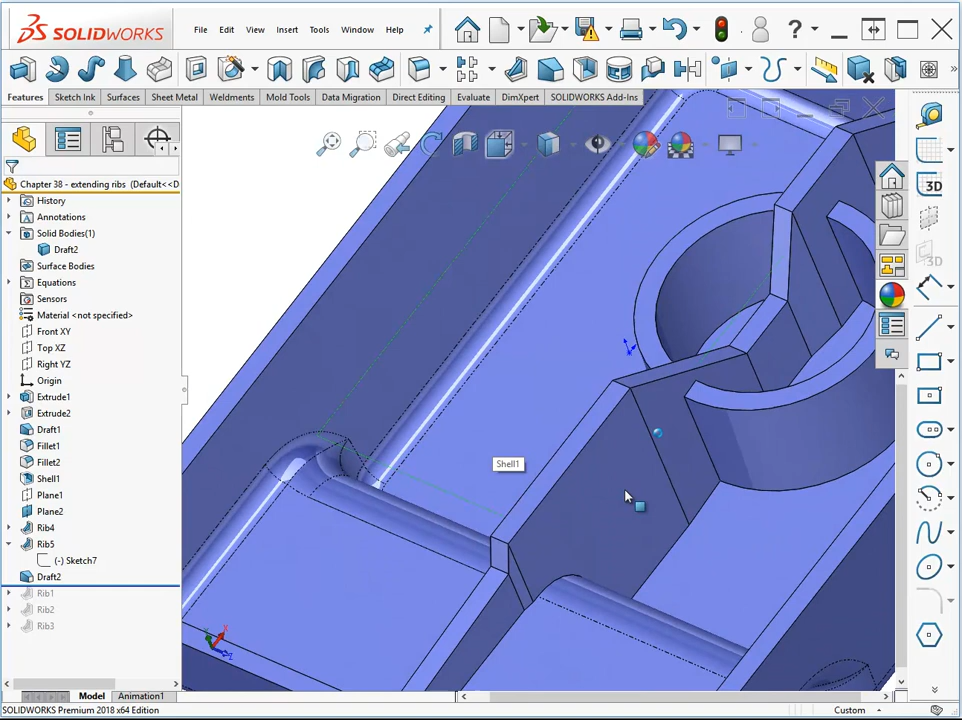 SOLIDWORKS
File Edit View Insert Tools Window Help
Features Sketch Ink Surfaces Sheet Metal Weldments Mold Tools Data Migration Direct Editing Evaluate DimXpert SOLIDWORKS Add-Ins
Chapter 38 - extending ribs (Default<<D
History
Annotations
Solid Bodies(1)
Draft2
Surface Bodies
Equations
Sensors
Material <not specified>
Front XY
Top XZ
Right YZ
Origin
Extrude1
Extrude2
Draft1
Fillet1
Fillet2
Shell1
Plane1
Plane2
Rib4
Rib5
(-) Sketch7
Draft2
Rib1
Rib2
Rib3
Shell1
3D
3D
X
Y
Z
Model Animation1
SOLIDWORKS Premium 2018 x64 Edition
Custom